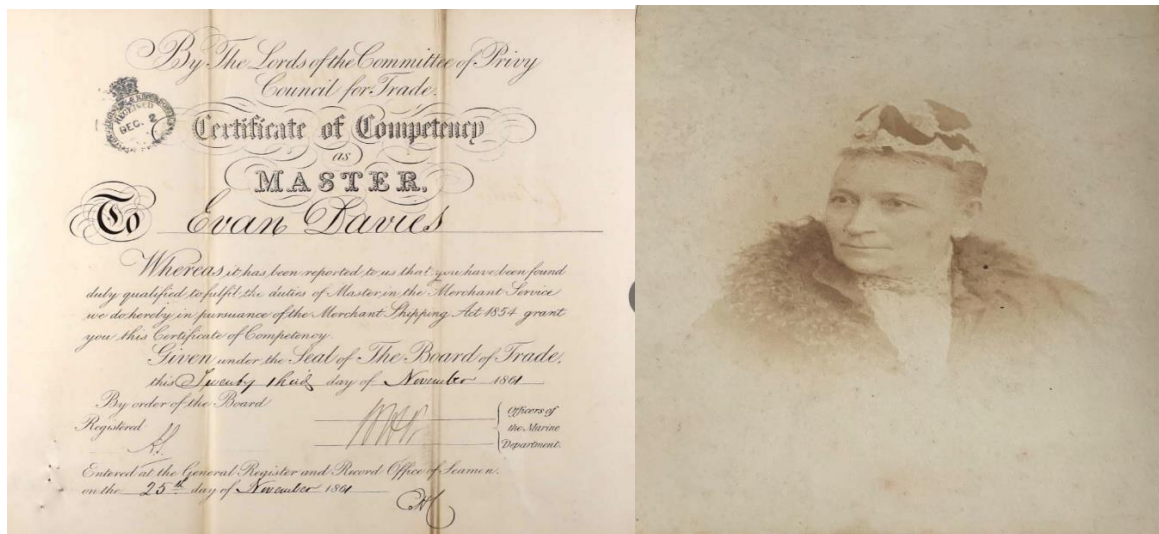 By The Lords of the Committee of Privy
Council for Trade.
RECEIVED
DEC. 2
Certificate of Competency
as
MASTER.
To Evan Davies
Whereas it has been reported to us that you have been found
duly qualified to fulfil the duties of Master in the Merchant Service
we do hereby in pursuance of the Merchant Shipping Act 1854 grant
you this Certificate of Competency.
Given under the Seal of The Board of Trade.
this Twenty third day of November 1861
By order of the Board
Registered
Officers of
the Marine
Department.
Entered at the General Register and Record Office of Seamen
on the 25th day of November 1861